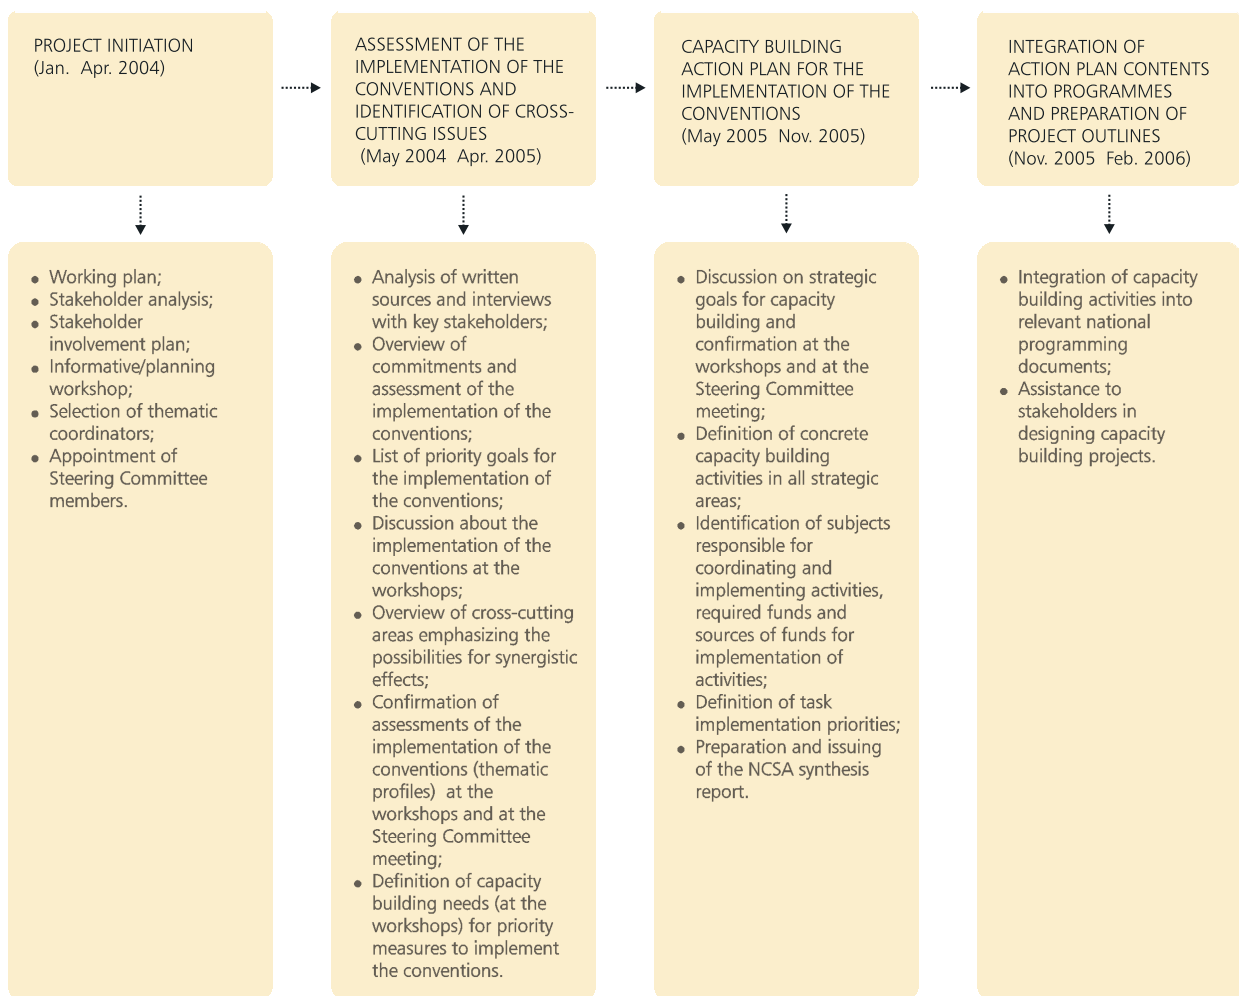 PROJECT INITIATION
(Jan.  Apr. 2004)
ASSESSMENT OF THE
IMPLEMENTATION OF THE
CONVENTIONS AND
IDENTIFICATION OF CROSS-
CUTTING ISSUES
(May 2004  Apr. 2005)
CAPACITY BUILDING
ACTION PLAN FOR THE
IMPLEMENTATION OF THE
CONVENTIONS
(May 2005  Nov. 2005)
INTEGRATION OF
ACTION PLAN CONTENTS
INTO PROGRAMMES
AND PREPARATION OF
PROJECT OUTLINES
(Nov. 2005  Feb. 2006)
• Working plan;
• Stakeholder analysis;
• Stakeholder
involvement plan;
• Informative/planning
workshop;
• Selection of thematic
coordinators;
• Appointment of
Steering Committee
members.
• Analysis of written
sources and interviews
with key stakeholders;
• Overview of
commitments and
assessment of the
implementation of the
conventions;
• List of priority goals for
the implementation of
the conventions;
• Discussion about the
implementation of the
conventions at the
workshops;
• Overview of cross-cutting
areas emphasizing the
possibilities for synergistic
effects;
• Confirmation of
assessments of the
implementation of the
conventions (thematic
profiles)  at the
workshops and at the
Steering Committee
meeting;
• Definition of capacity
building needs (at the
workshops) for priority
measures to implement
the conventions.
• Discussion on strategic
goals for capacity
building and
confirmation at the
workshops and at the
Steering Committee
meeting;
• Definition of concrete
capacity building
activities in all strategic
areas;
• Identification of subjects
responsible for
coordinating and
implementing activities,
required funds and
sources of funds for
implementation of
activities;
• Definition of task
implementation priorities;
• Preparation and issuing
of the NCSA synthesis
report.
• Integration of capacity
building activities into
relevant national
programming
documents;
• Assistance to
stakeholders in
designing capacity
building projects.